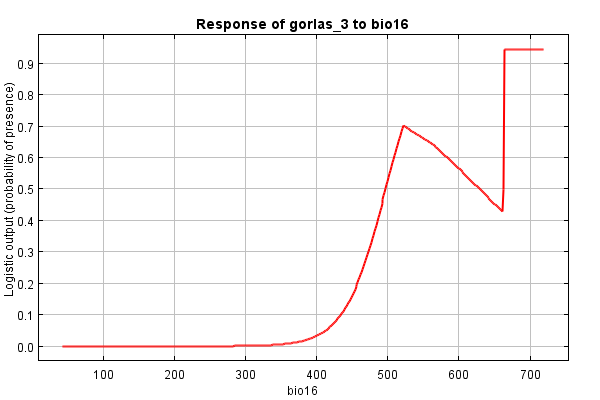 Response of gorlas_3 to bio16
Logistic output (probability of presence)
0.9
0.8
0.7
0.6
0.5
0.4
0.3
0.2
0.1
0.0
100 200 300 400 500 600 700
bio16